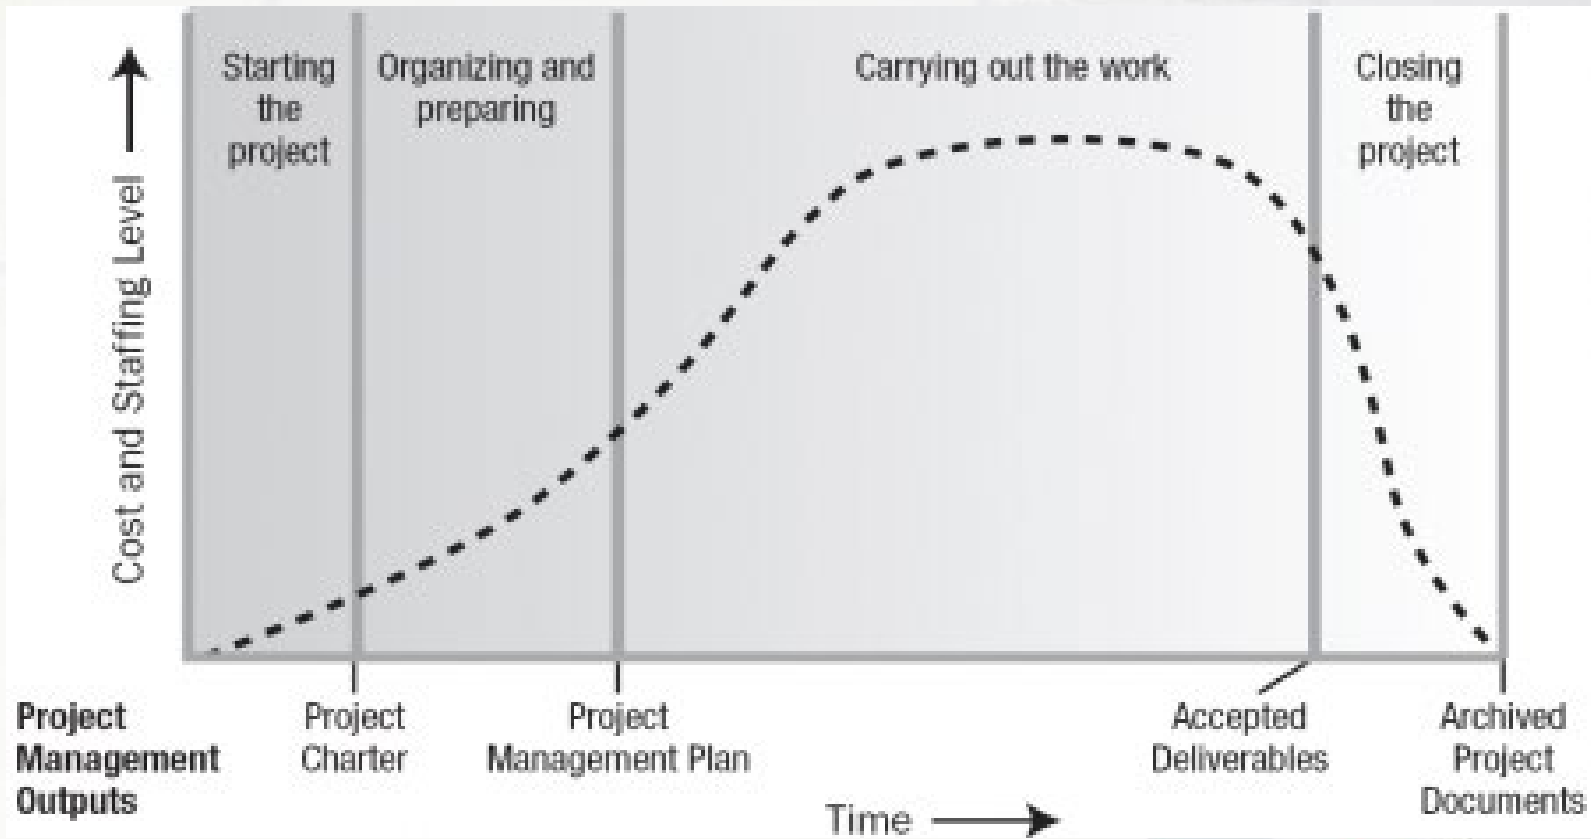 Starting
the
project
Organizing and
preparing
Carrying out the work
Closing
the
project
Cost and Staffing Level
Project
Management
Outputs
Project
Charter
Project
Management Plan
Accepted
Deliverables
Archived
Project
Documents
Time